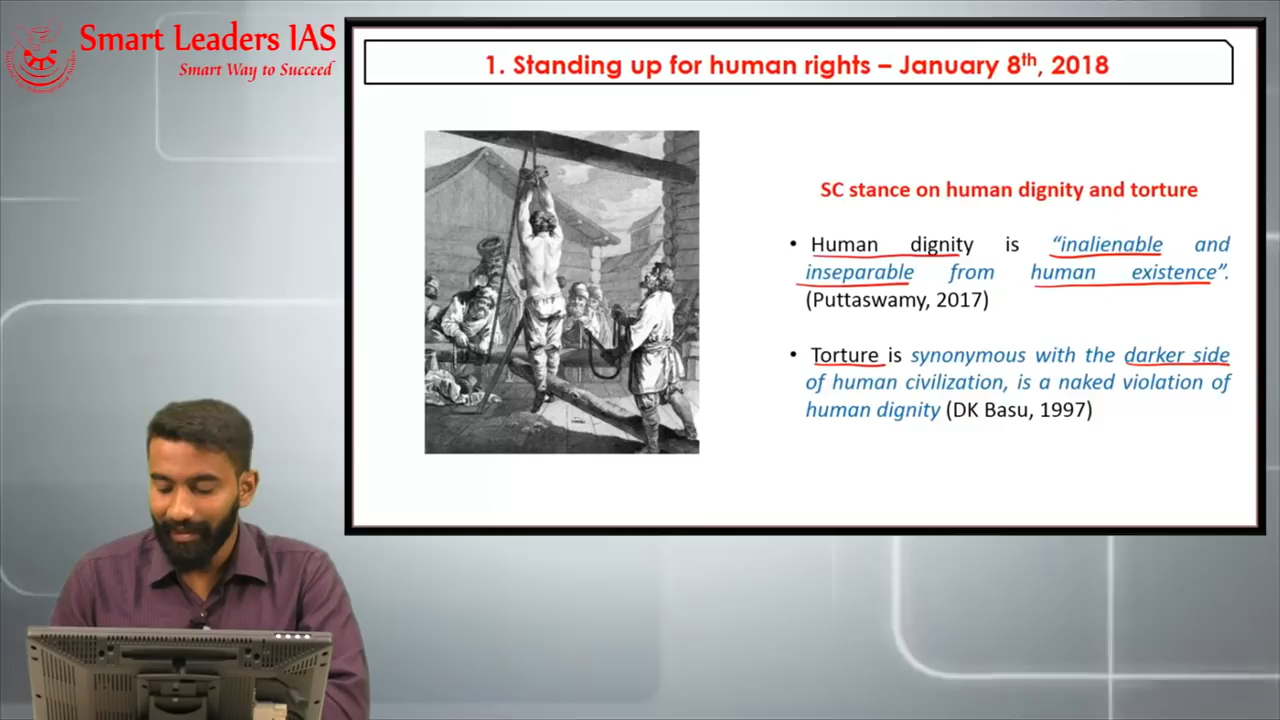 Smart Leaders IAS
Smart Way to Succeed
1. Standing up for human rights – January 8th, 2018
SC stance on human dignity and torture
• Human dignity is “inalienable and
inseparable from human existence”.
(Puttaswamy, 2017)
• Torture is synonymous with the darker side
of human civilization, is a naked violation of
human dignity (DK Basu, 1997)